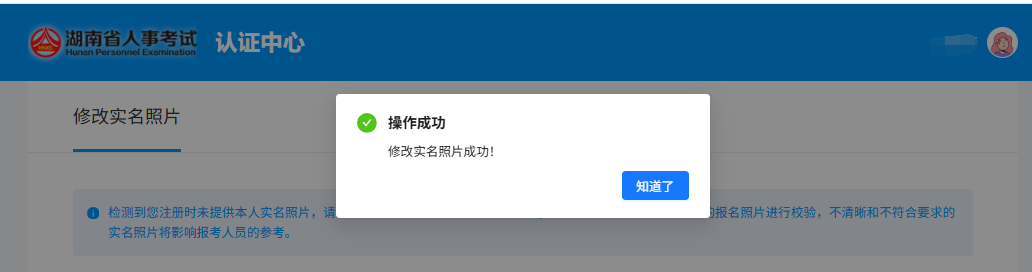 湖南省人事考试
Hunan Personnel Examination
认证中心
修改实名照片
操作成功
修改实名照片成功！
知道了
检测到您注册时未提供本人实名照片，请
的报名照片进行校验，不清晰和不符合要求的
实名照片将影响报考人员的参考。